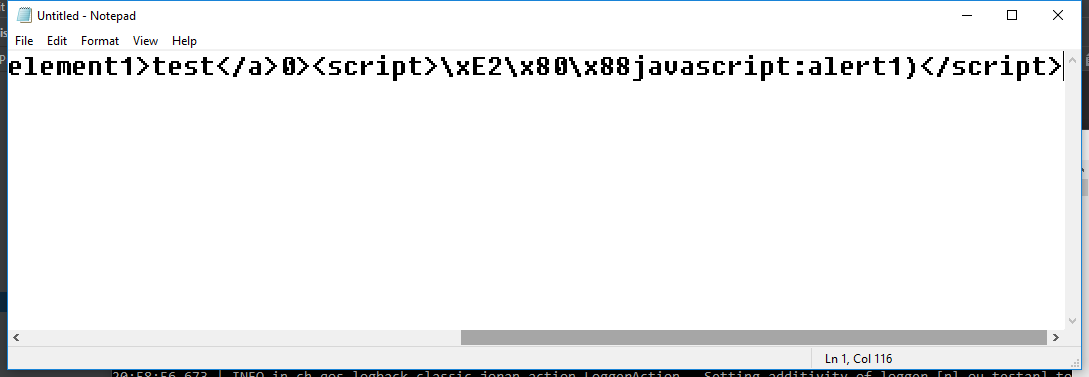 Untitled - Notepad
File Edit Format View Help
element1>test</a>0><script>\xE2\x80\x88javascript:alert1)</script>
Ln 1, Col 116
20:58:56.673 | INFO in ch.qos.logback.classic.joran.action.LoggerAction - Setting additivity of logger [nl.ou.testar] to